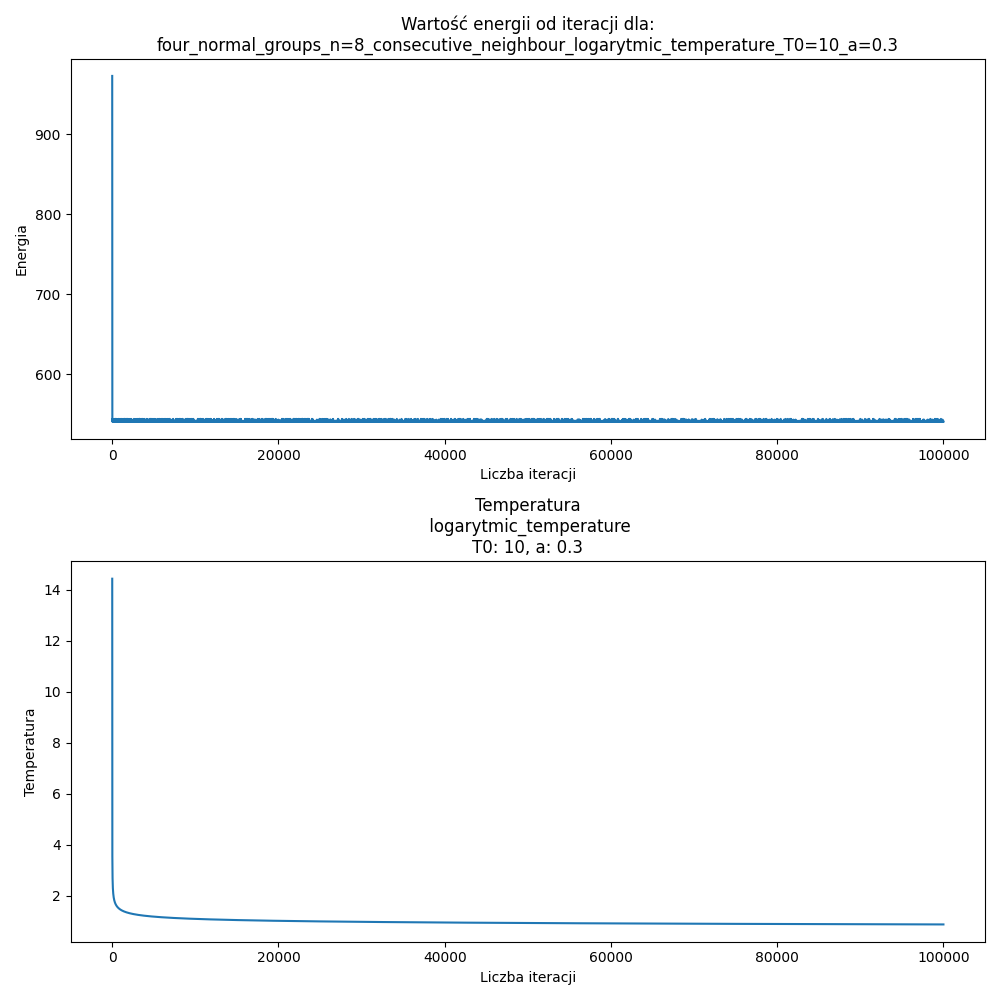 Wartość energii od iteracji dla:
four_normal_groups_n=8_consecutive_neighbour_logarytmic_temperature_T0=10_a=0.3
900
800
700
600
Energia
0 20000 40000 60000 80000 100000
Liczba iteracji
Temperatura
logarytmic_temperature
T0: 10, a: 0.3
14
12
10
8
6
4
2
Temperatura
0 20000 40000 60000 80000 100000
Liczba iteracji